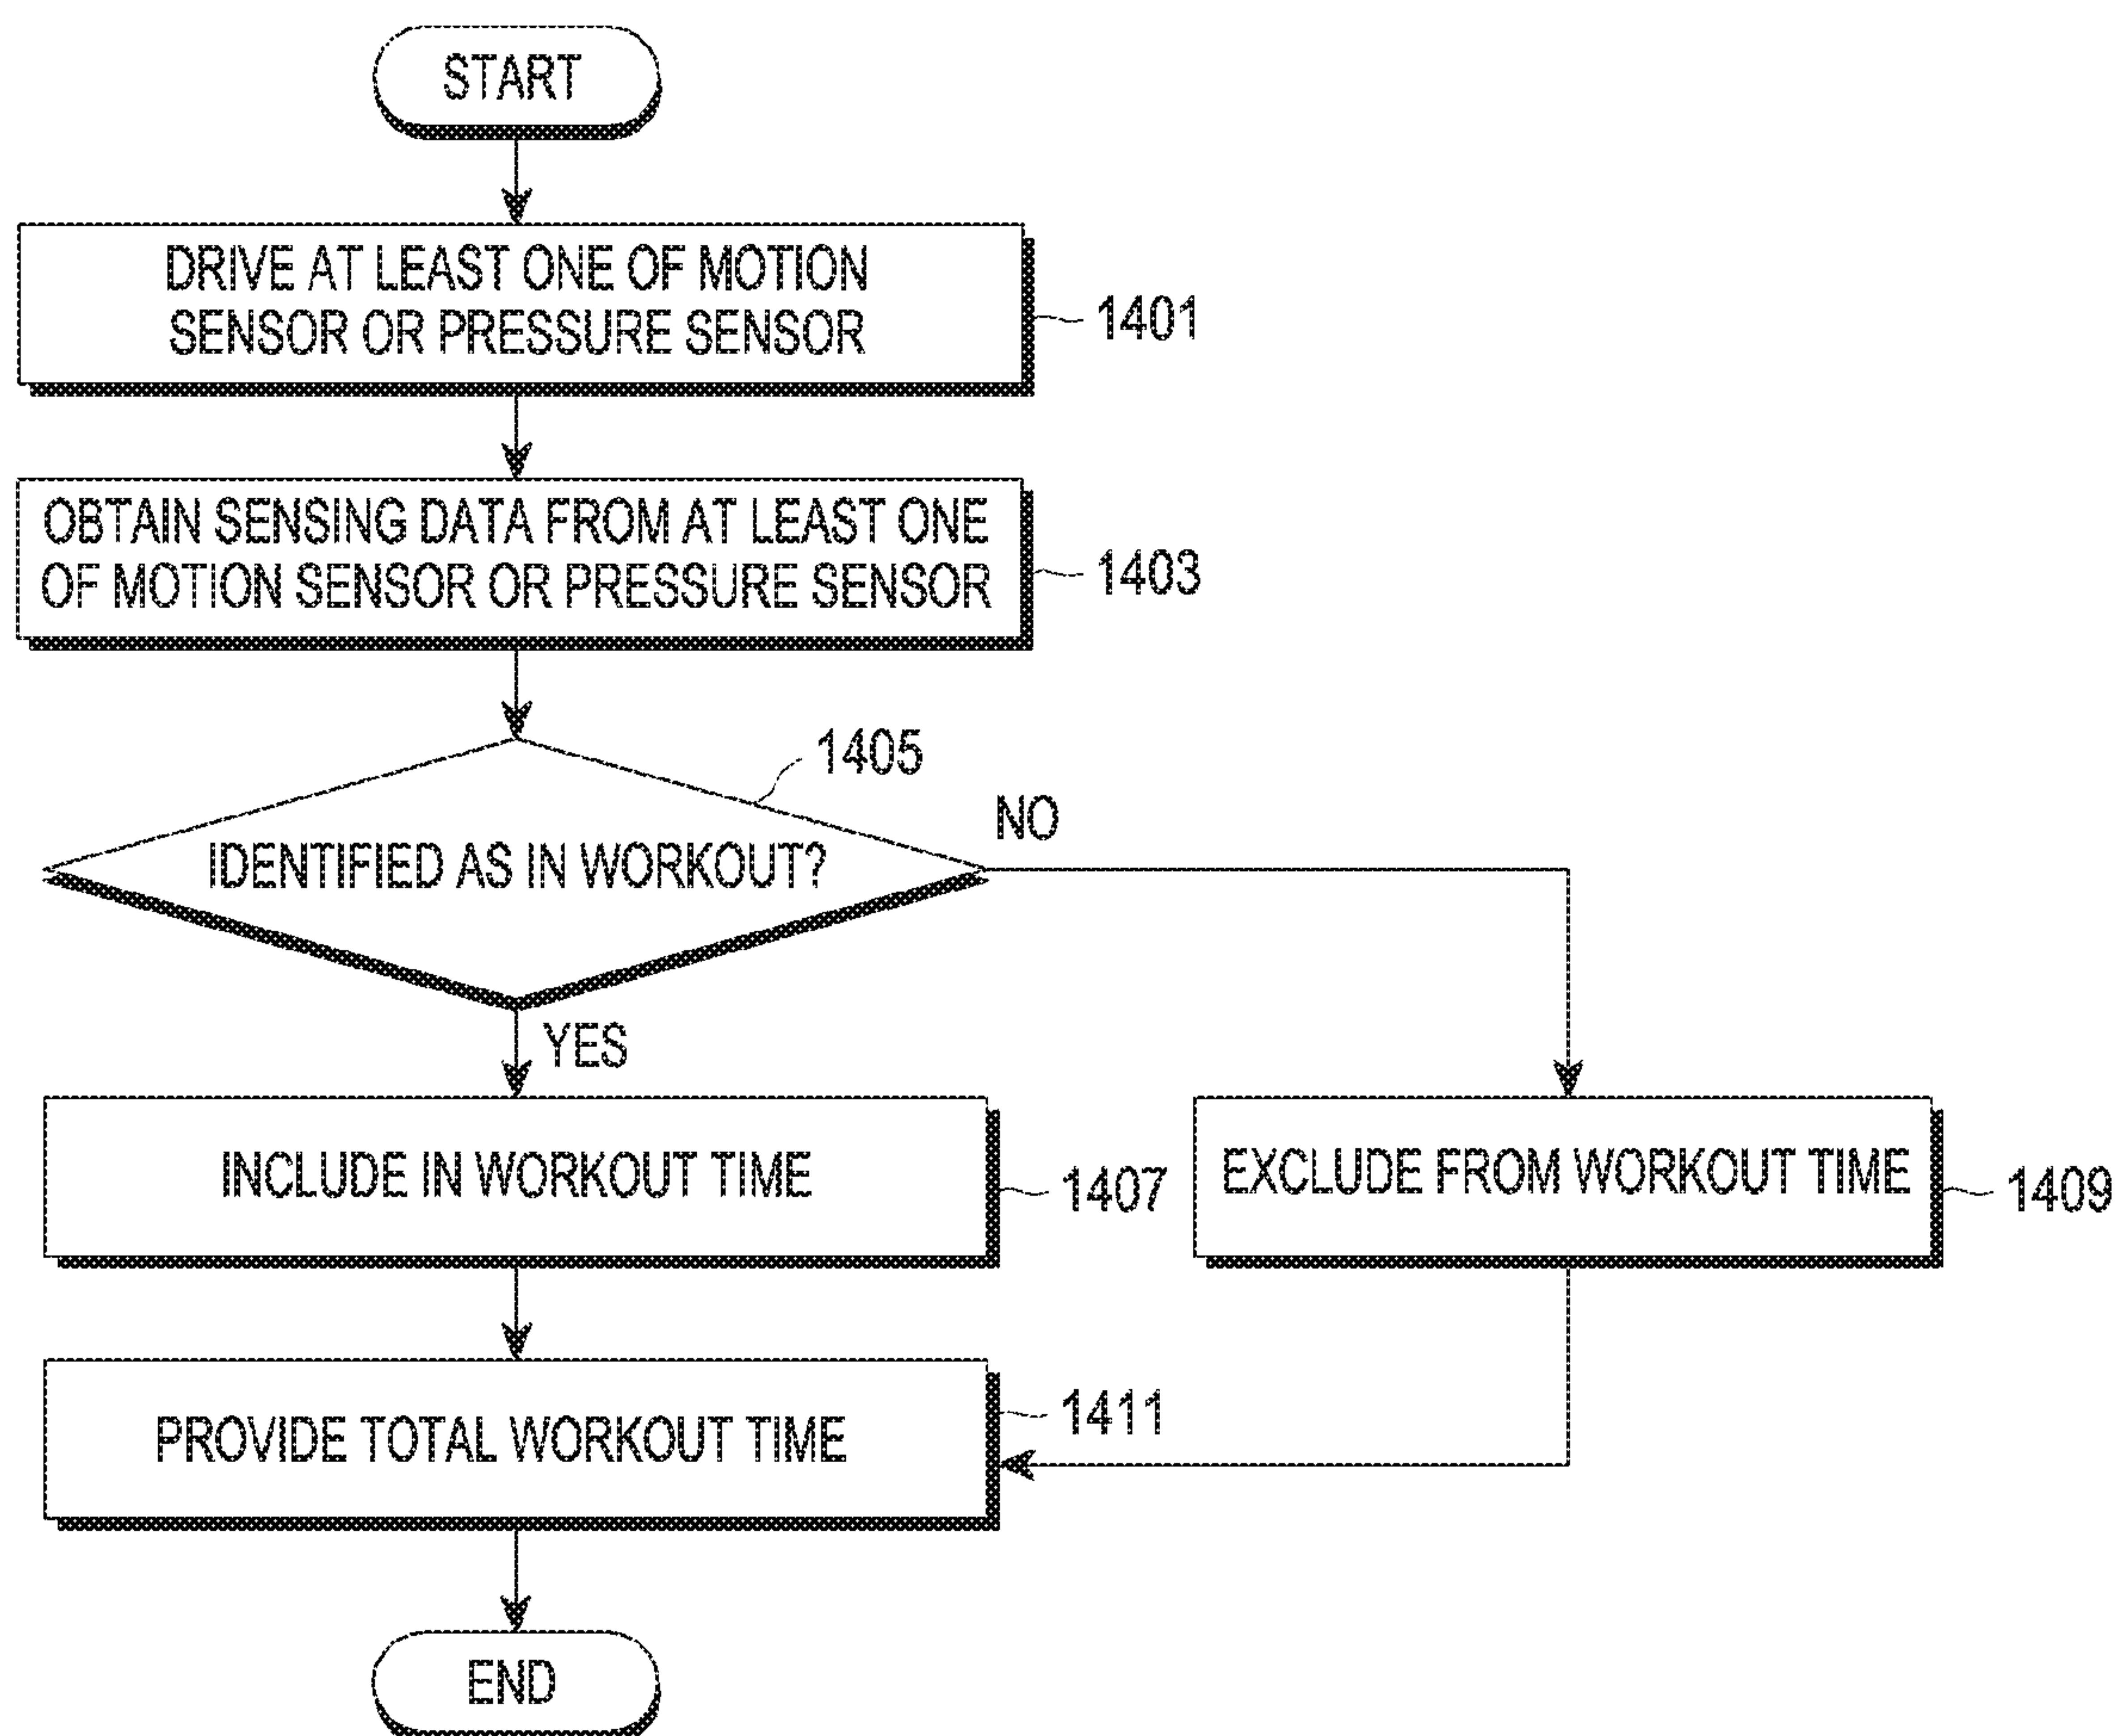 START
DRIVE AT LEAST ONE OF MOTION
SENSOR OR PRESSURE SENSOR
1401
OBTAIN SENSING DATA FROM AT LEAST ONE
OF MOTION SENSOR OR PRESSURE SENSOR
1403
1405
IDENTIFIED AS IN WORKOUT?
NO
YES
INCLUDE IN WORKOUT TIME
1407
EXCLUDE FROM WORKOUT TIME
1409
PROVIDE TOTAL WORKOUT TIME
1411
END